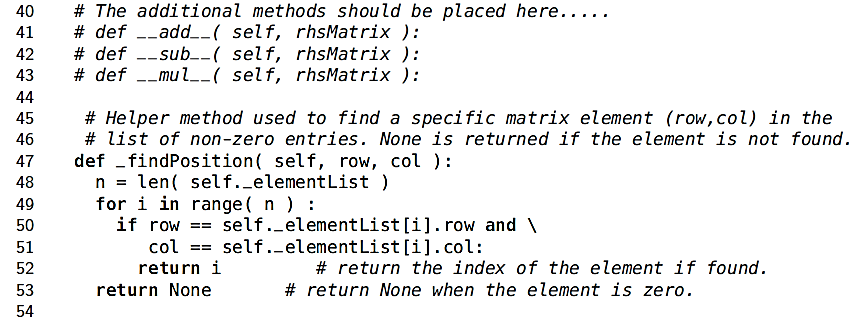 40 # The additional methods should be placed here.....
41 # def __add__( self, rhsMatrix ):
42 # def __sub__( self, rhsMatrix ):
43 # def __mul__( self, rhsMatrix ):
44
45 # Helper method used to find a specific matrix element (row,col) in the
46 # list of non-zero entries. None is returned if the element is not found.
47 def _findPosition( self, row, col ):
48 n = len( self._elementList )
49 for i in range( n ) :
50 if row == self._elementList[i].row and \
51 col == self._elementList[i].col:
52 return i # return the index of the element if found.
53 return None # return None when the element is zero.
54